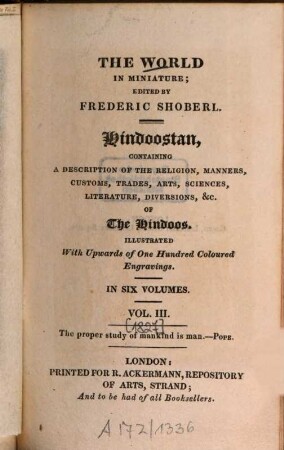 THE WORLD
IN MINIATURE;
EDITED BY
FREDERIC SHOBERL.
Hindoostan,
CONTAINING
A DESCRIPTION OF THE RELIGION, MANNERS,
CUSTOMS, TRADES, ARTS, SCIENCES,
LITERATURE, DIVERSIONS, &c.
OF
The Hindoos.
ILLUSTRATED
With Upwards of One Hundred Coloured
Engravings.
IN SIX VOLUMES.
VOL. III.
[1827]
The proper study of mankind is man.—POPE.
LONDON:
PRINTED FOR R. ACKERMANN, REPOSITORY
OF ARTS, STRAND;
And to be had of all Booksellers.
A172/1336